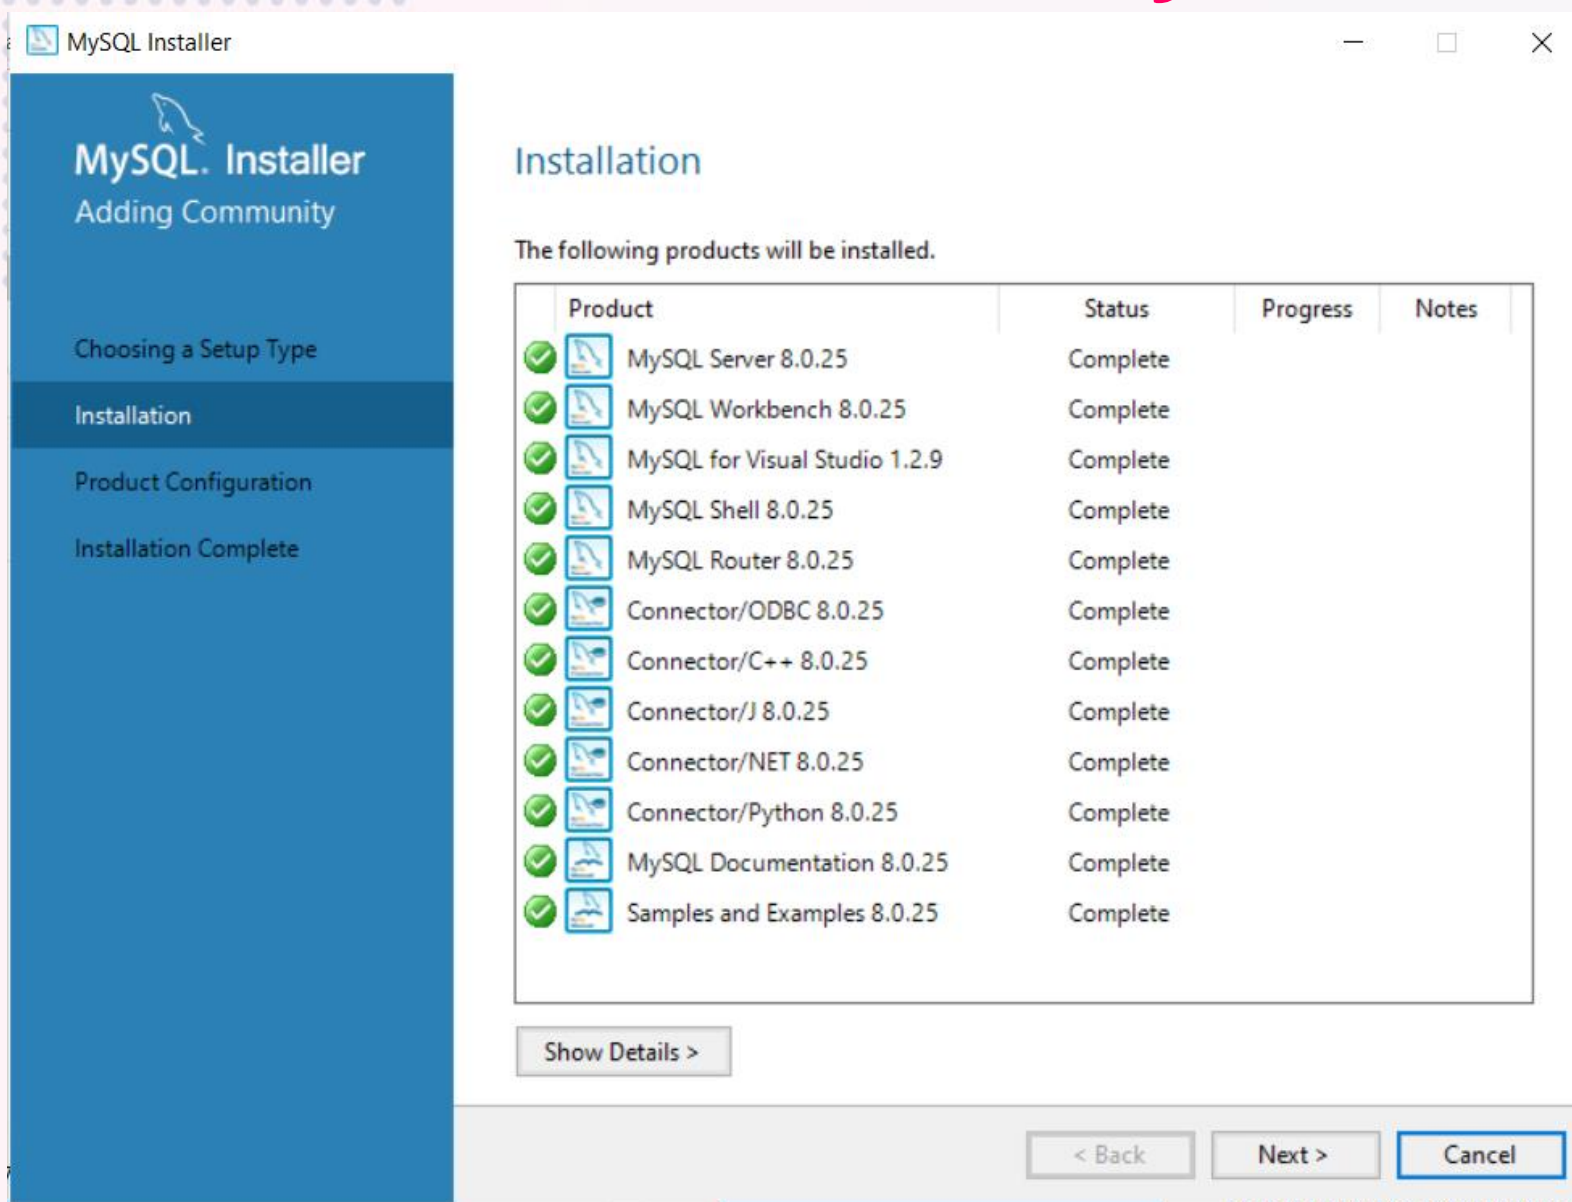 MySQL Installer
MySQL. Installer
Adding Community
Choosing a Setup Type
Installation
Product Configuration
Installation Complete
Installation
The following products will be installed.
Product Status Progress Notes
MySQL Server 8.0.25 Complete
MySQL Workbench 8.0.25 Complete
MySQL for Visual Studio 1.2.9 Complete
MySQL Shell 8.0.25 Complete
MySQL Router 8.0.25 Complete
Connector/ODBC 8.0.25 Complete
Connector/C++ 8.0.25 Complete
Connector/J 8.0.25 Complete
Connector/NET 8.0.25 Complete
Connector/Python 8.0.25 Complete
MySQL Documentation 8.0.25 Complete
Samples and Examples 8.0.25 Complete
Show Details >
< Back Next > Cancel